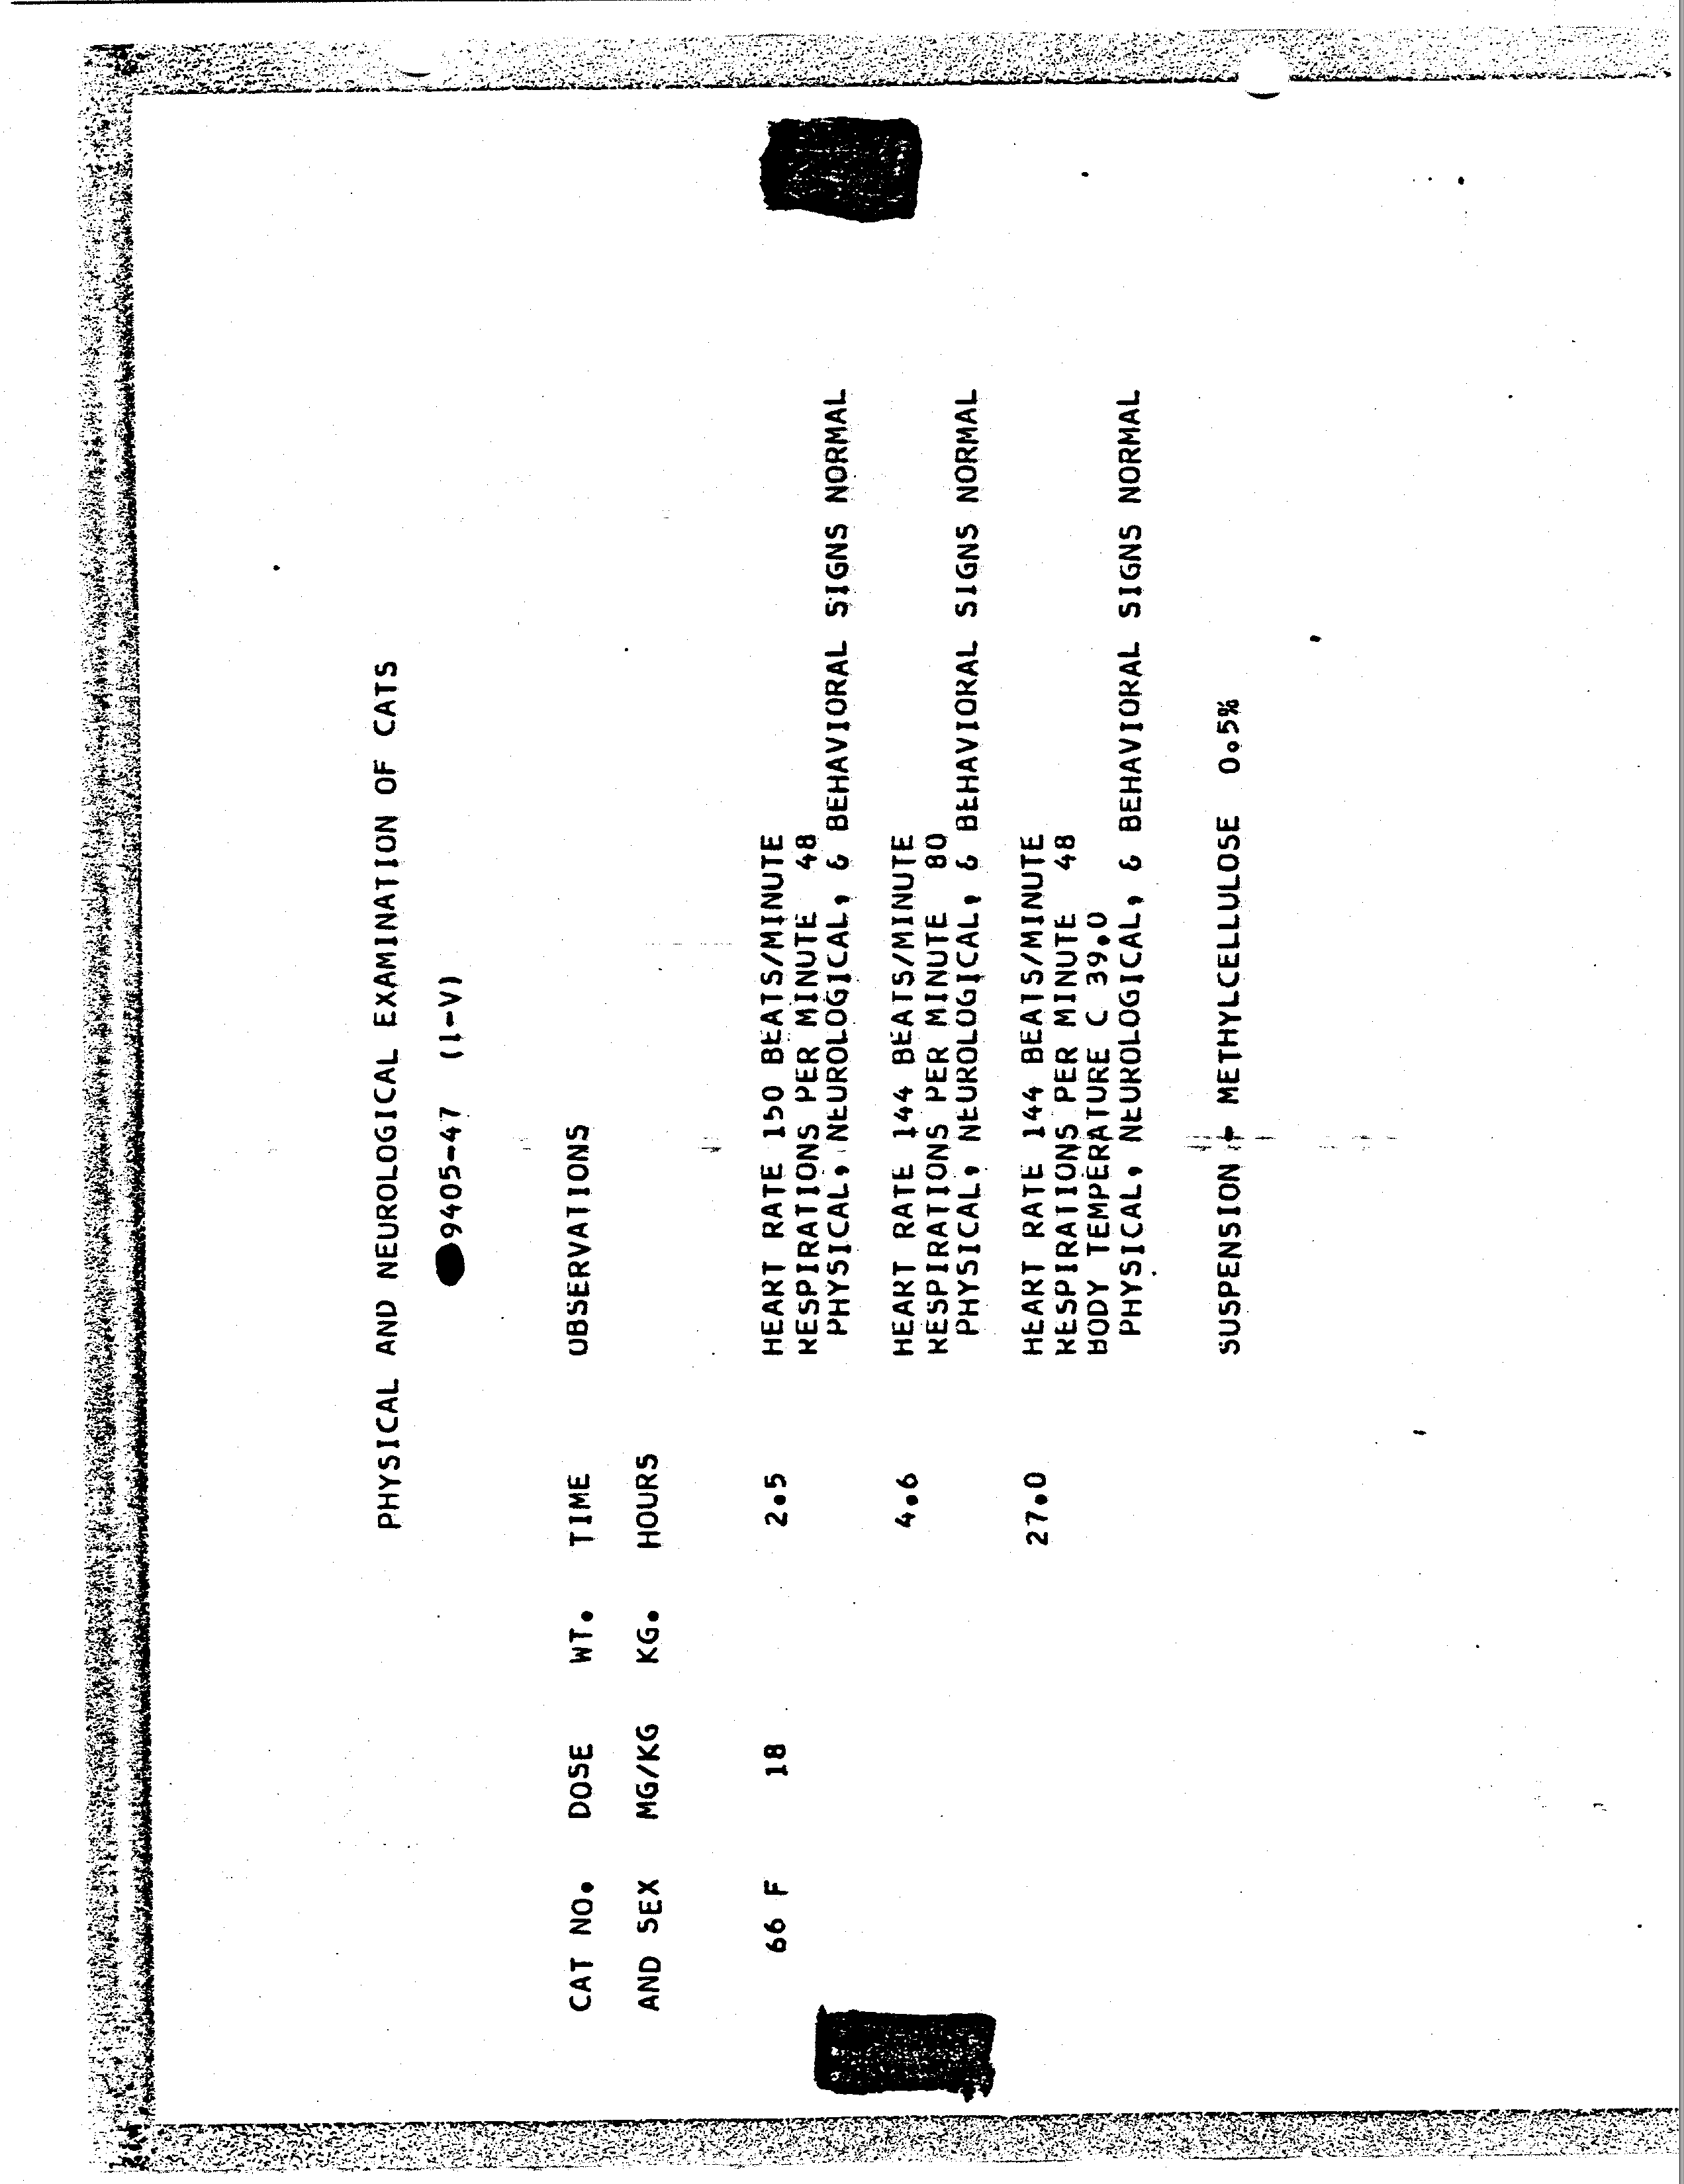 PHYSICAL AND NEUROLOGICAL EXAMINATION OF CATS
9405-47 (I-V)
CAT NO. DOSE WT. TIME OBSERVATIONS
AND SEX MG/KG KG. HOURS
66 F 18 2.5 HEART RATE 150 BEATS/MINUTE
RESPIRATIONS PER MINUTE 48
PHYSICAL, NEUROLOGICAL, & BEHAVIORAL SIGNS NORMAL
4.6 HEART RATE 144 BEATS/MINUTE
RESPIRATIONS PER MINUTE 80
PHYSICAL, NEUROLOGICAL, & BEHAVIORAL SIGNS NORMAL
27.0 HEART RATE 144 BEATS/MINUTE
RESPIRATIONS PER MINUTE 48
BODY TEMPERATURE C 39.0
PHYSICAL, NEUROLOGICAL, & BEHAVIORAL SIGNS NORMAL
SUSPENSION - METHYLCELLULOSE 0.5%